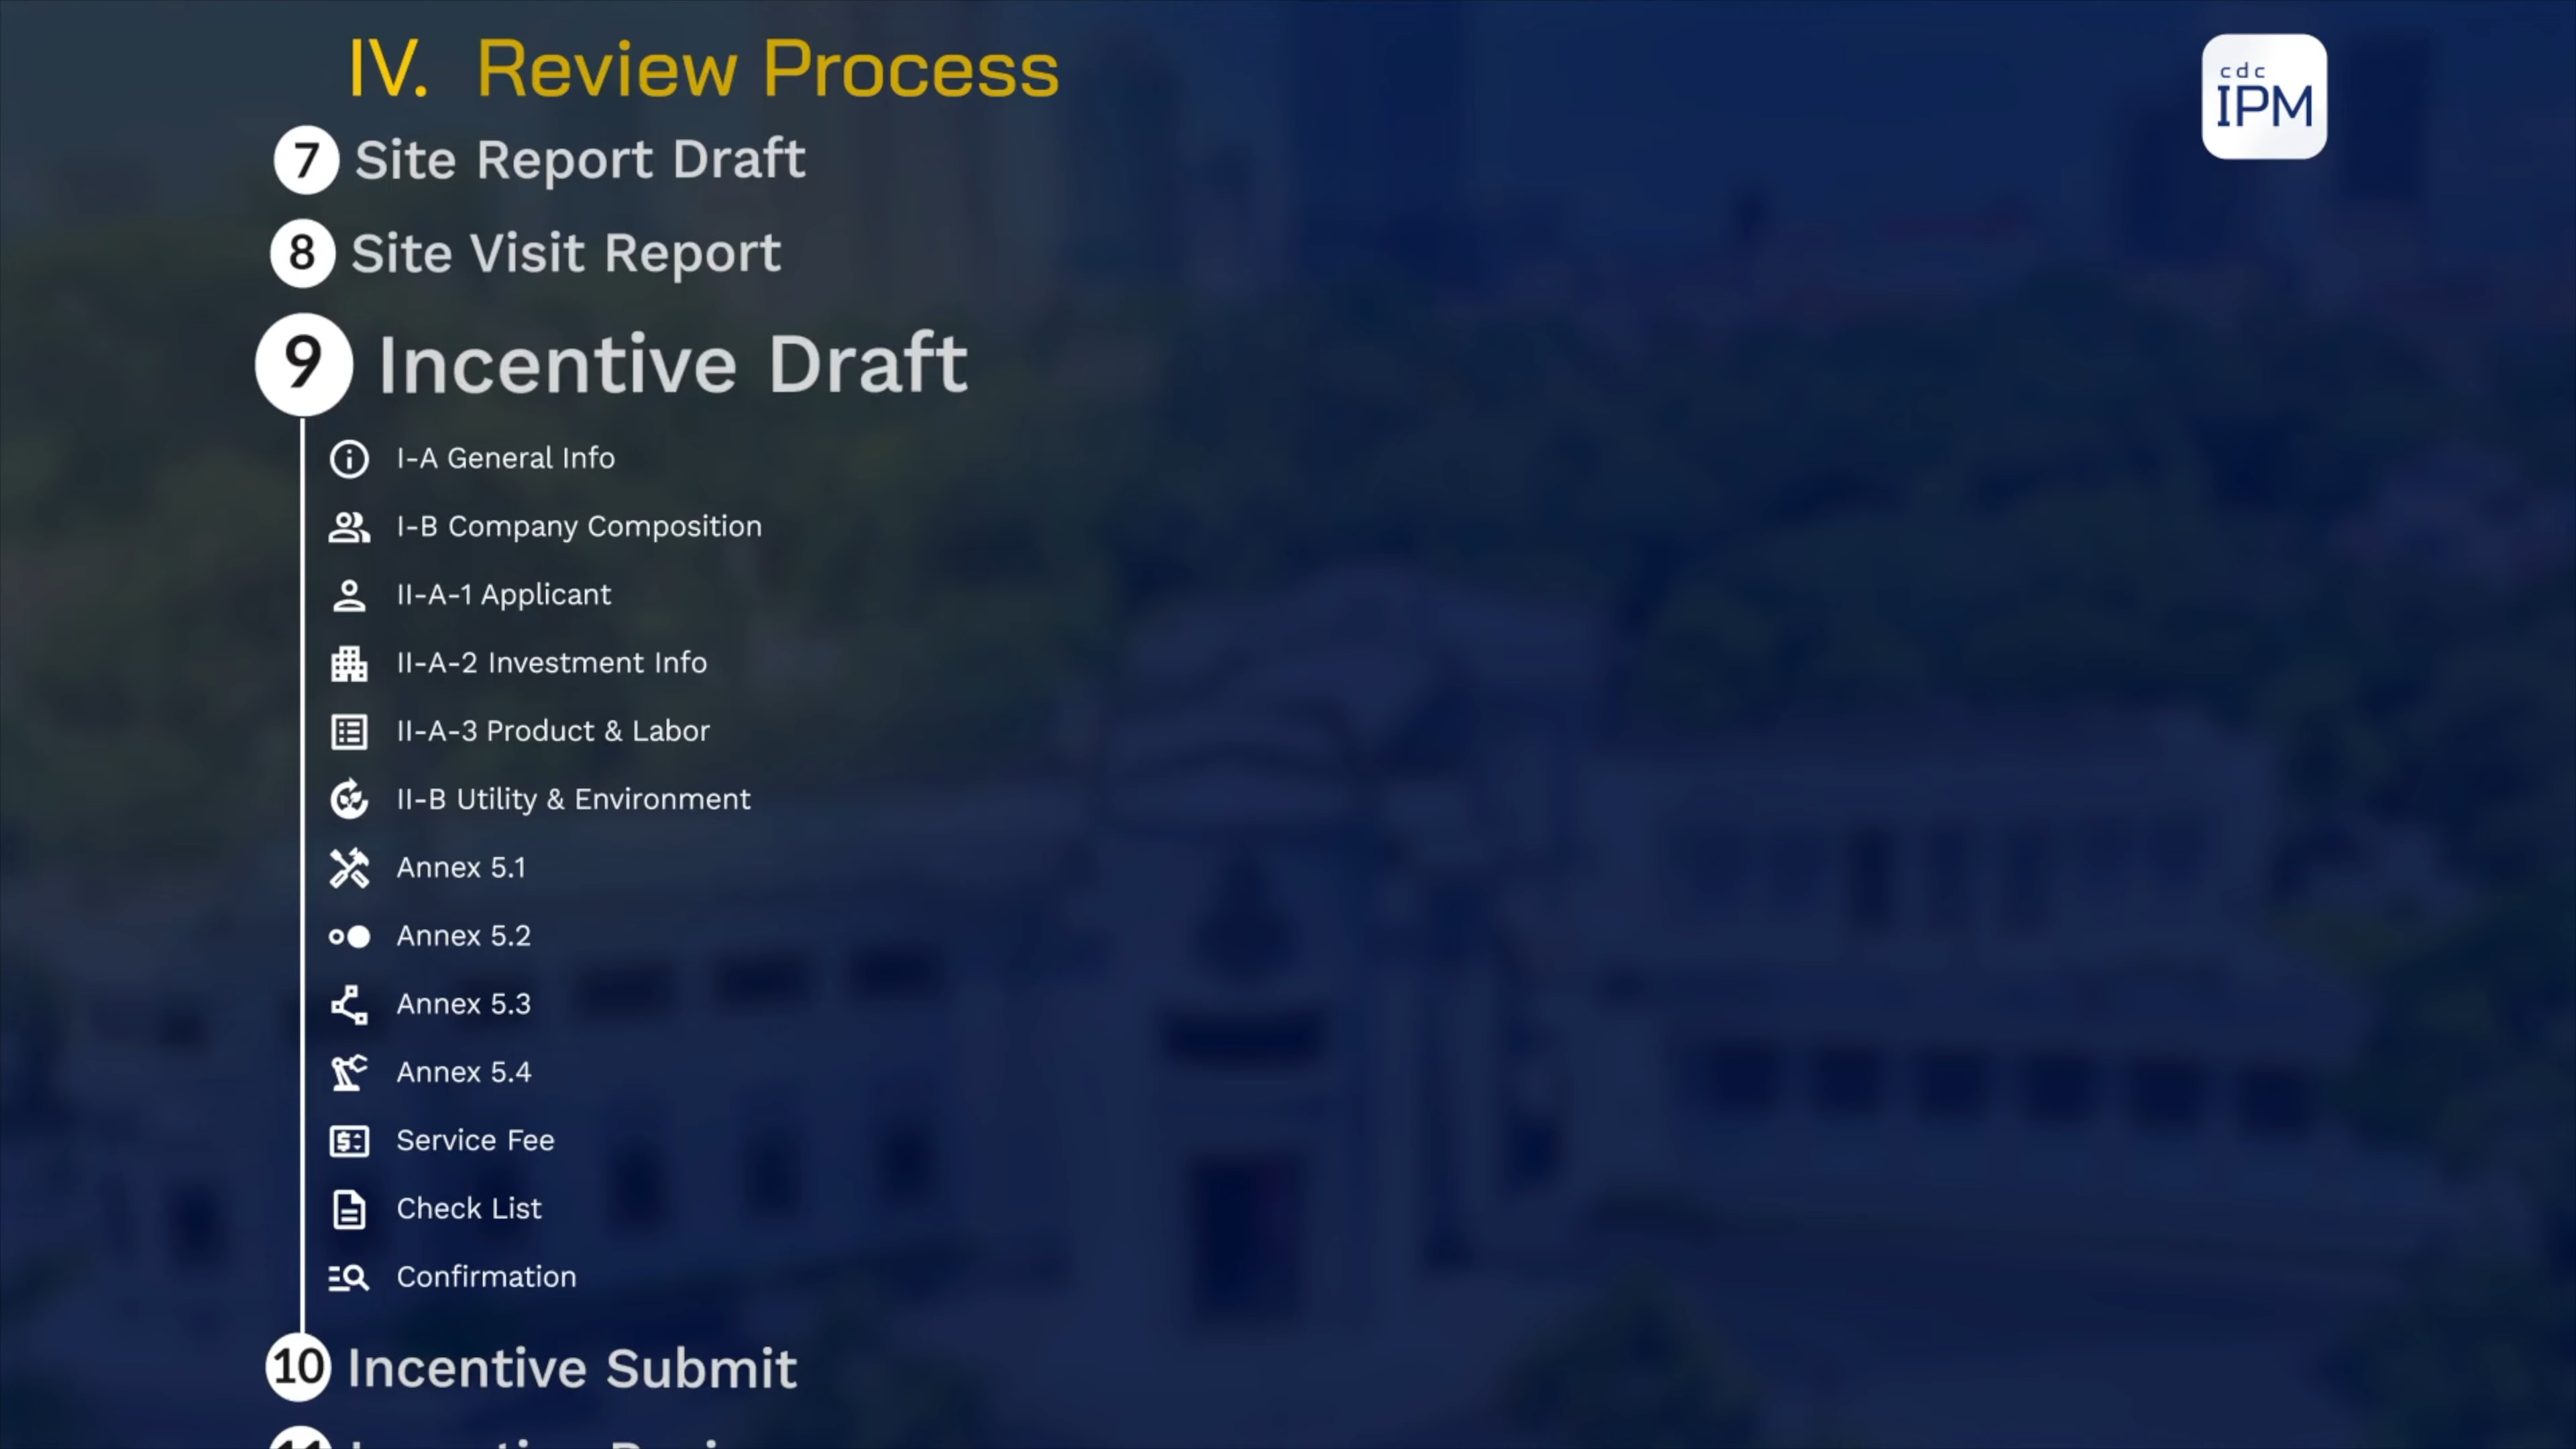 IV. Review Process
cdc
IPM
7 Site Report Draft
8 Site Visit Report
9 Incentive Draft
I-A General Info
I-B Company Composition
II-A-1 Applicant
II-A-2 Investment Info
II-A-3 Product & Labor
II-B Utility & Environment
Annex 5.1
Annex 5.2
Annex 5.3
Annex 5.4
Service Fee
Check List
Confirmation
10 Incentive Submit